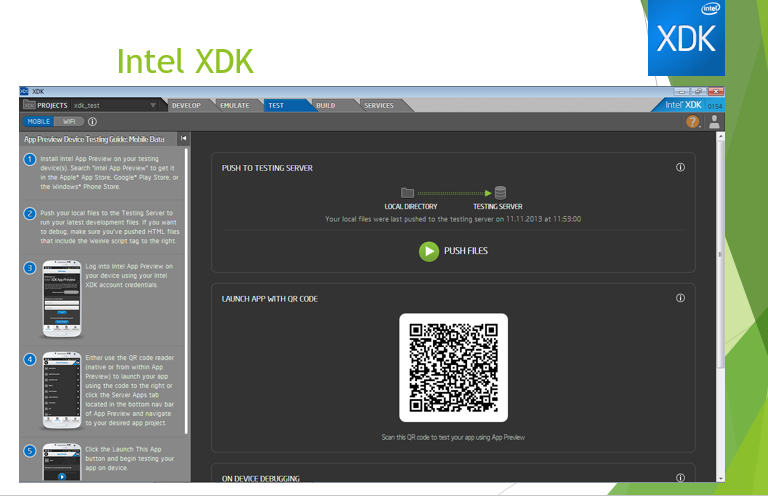 Intel XDK
intel
XDK
XDK
PROJECTS xdk_test DEVELOP EMULATE TEST BUILD SERVICES Intel® XDK 0154
MOBILE WIFI
App Preview Device Testing Guide: Mobile Data
1 Install Intel App Preview on your testing
device(s). Search "Intel App Preview" to get it
in the Apple* App Store, Google* Play Store, or
the Windows* Phone Store.
2 Push your local files to the Testing Server to
run your latest development files. If you want
to debug, make sure you've pushed HTML files
that include the Weinre script tag to the right.
3 Log into Intel App Preview on
your device using your Intel
XDK account credentials.
4 Either use the QR code reader
(native or from within App
Preview) to launch your app
using the code to the right or
click the Server Apps tab
located in the bottom nav bar
of App Preview and navigate
to your desired app project.
5 Click the Launch This App
button and begin testing your
app on device.
PUSH TO TESTING SERVER
LOCAL DIRECTORY TESTING SERVER
Your local files were last pushed to the testing server on 11.11.2013 at 11:53:00
PUSH FILES
LAUNCH APP WITH QR CODE
Scan this QR code to test your app using App Preview
ON DEVICE DEBUGGING